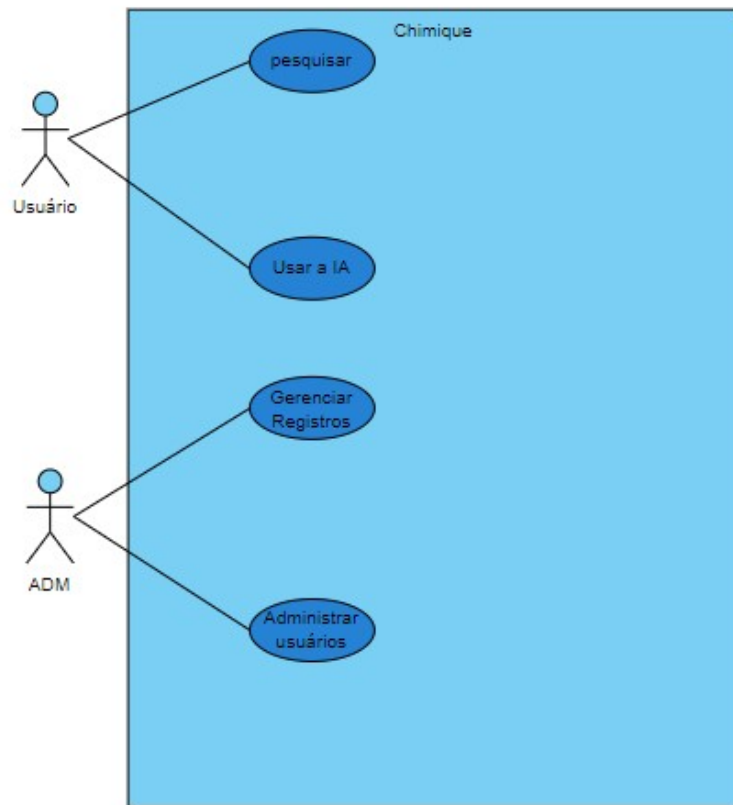 Chimique
pesquisar
Usuário
Usar a IA
Gerenciar
Registros
ADM
Administrar
usuários